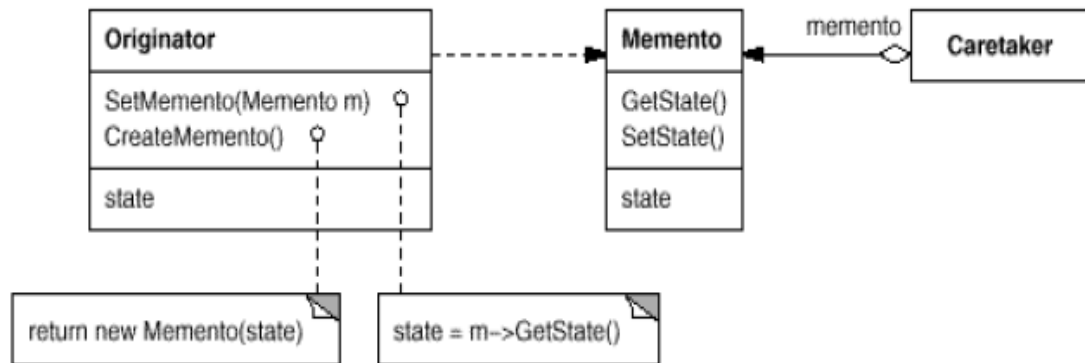 Originator
SetMemento(Memento m)
CreateMemento()
state
Memento
GetState()
SetState()
state
memento
Caretaker
return new Memento(state)
state = m->GetState()